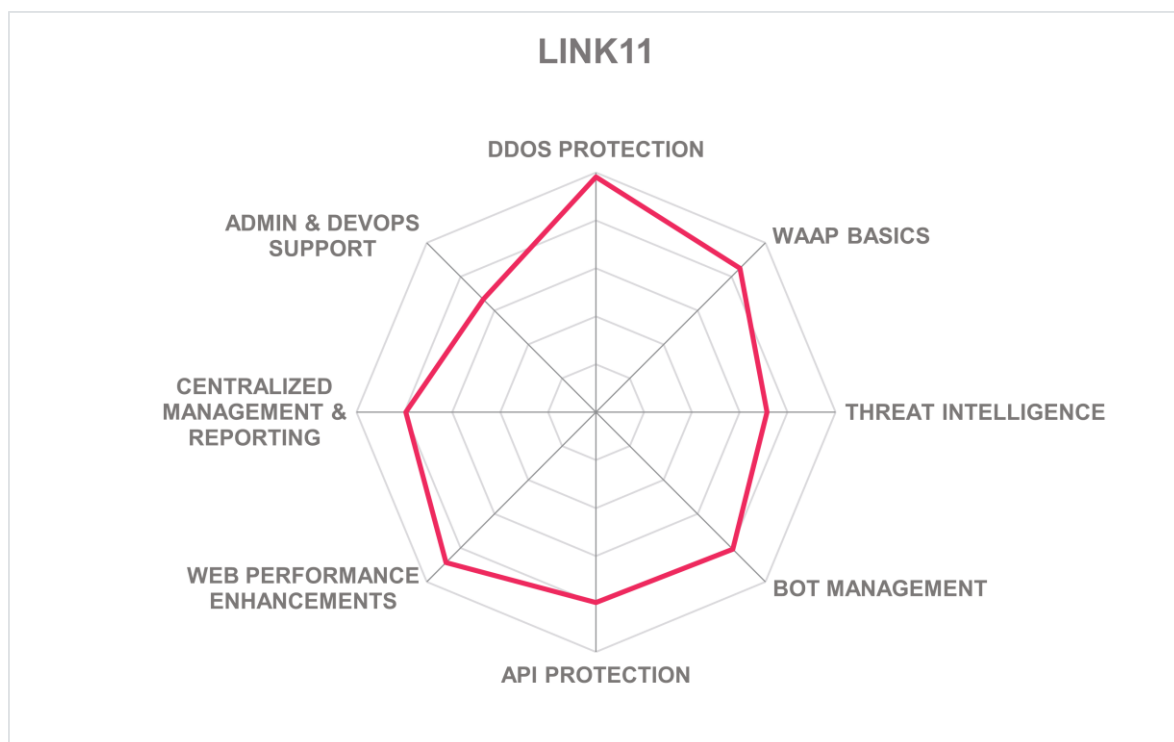 LINK11
DDOS PROTECTION
WAAP BASICS
THREAT INTELLIGENCE
BOT MANAGEMENT
API PROTECTION
WEB PERFORMANCE
ENHANCEMENTS
CENTRALIZED
MANAGEMENT &
REPORTING
ADMIN & DEVOPS
SUPPORT